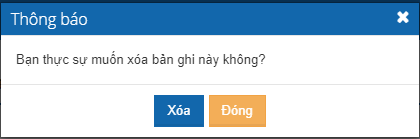 Thông báo
Bạn thực sự muốn xóa bản ghi này không?
Xóa Đóng